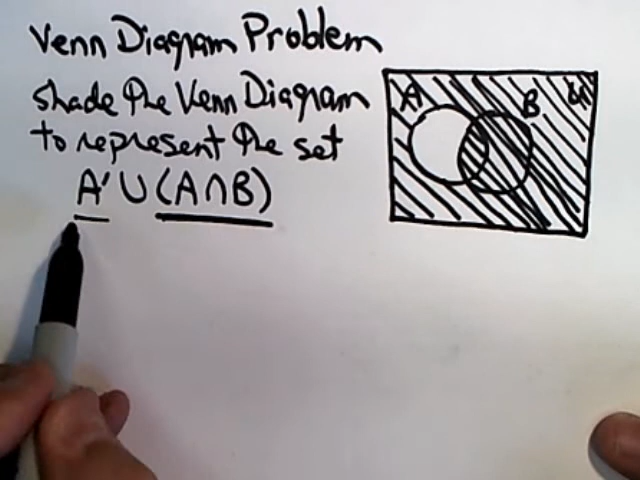 Venn Diagram Problem
shade the Venn Diagram
to represent the set
A' ∪ (A∩B)
A
B
U